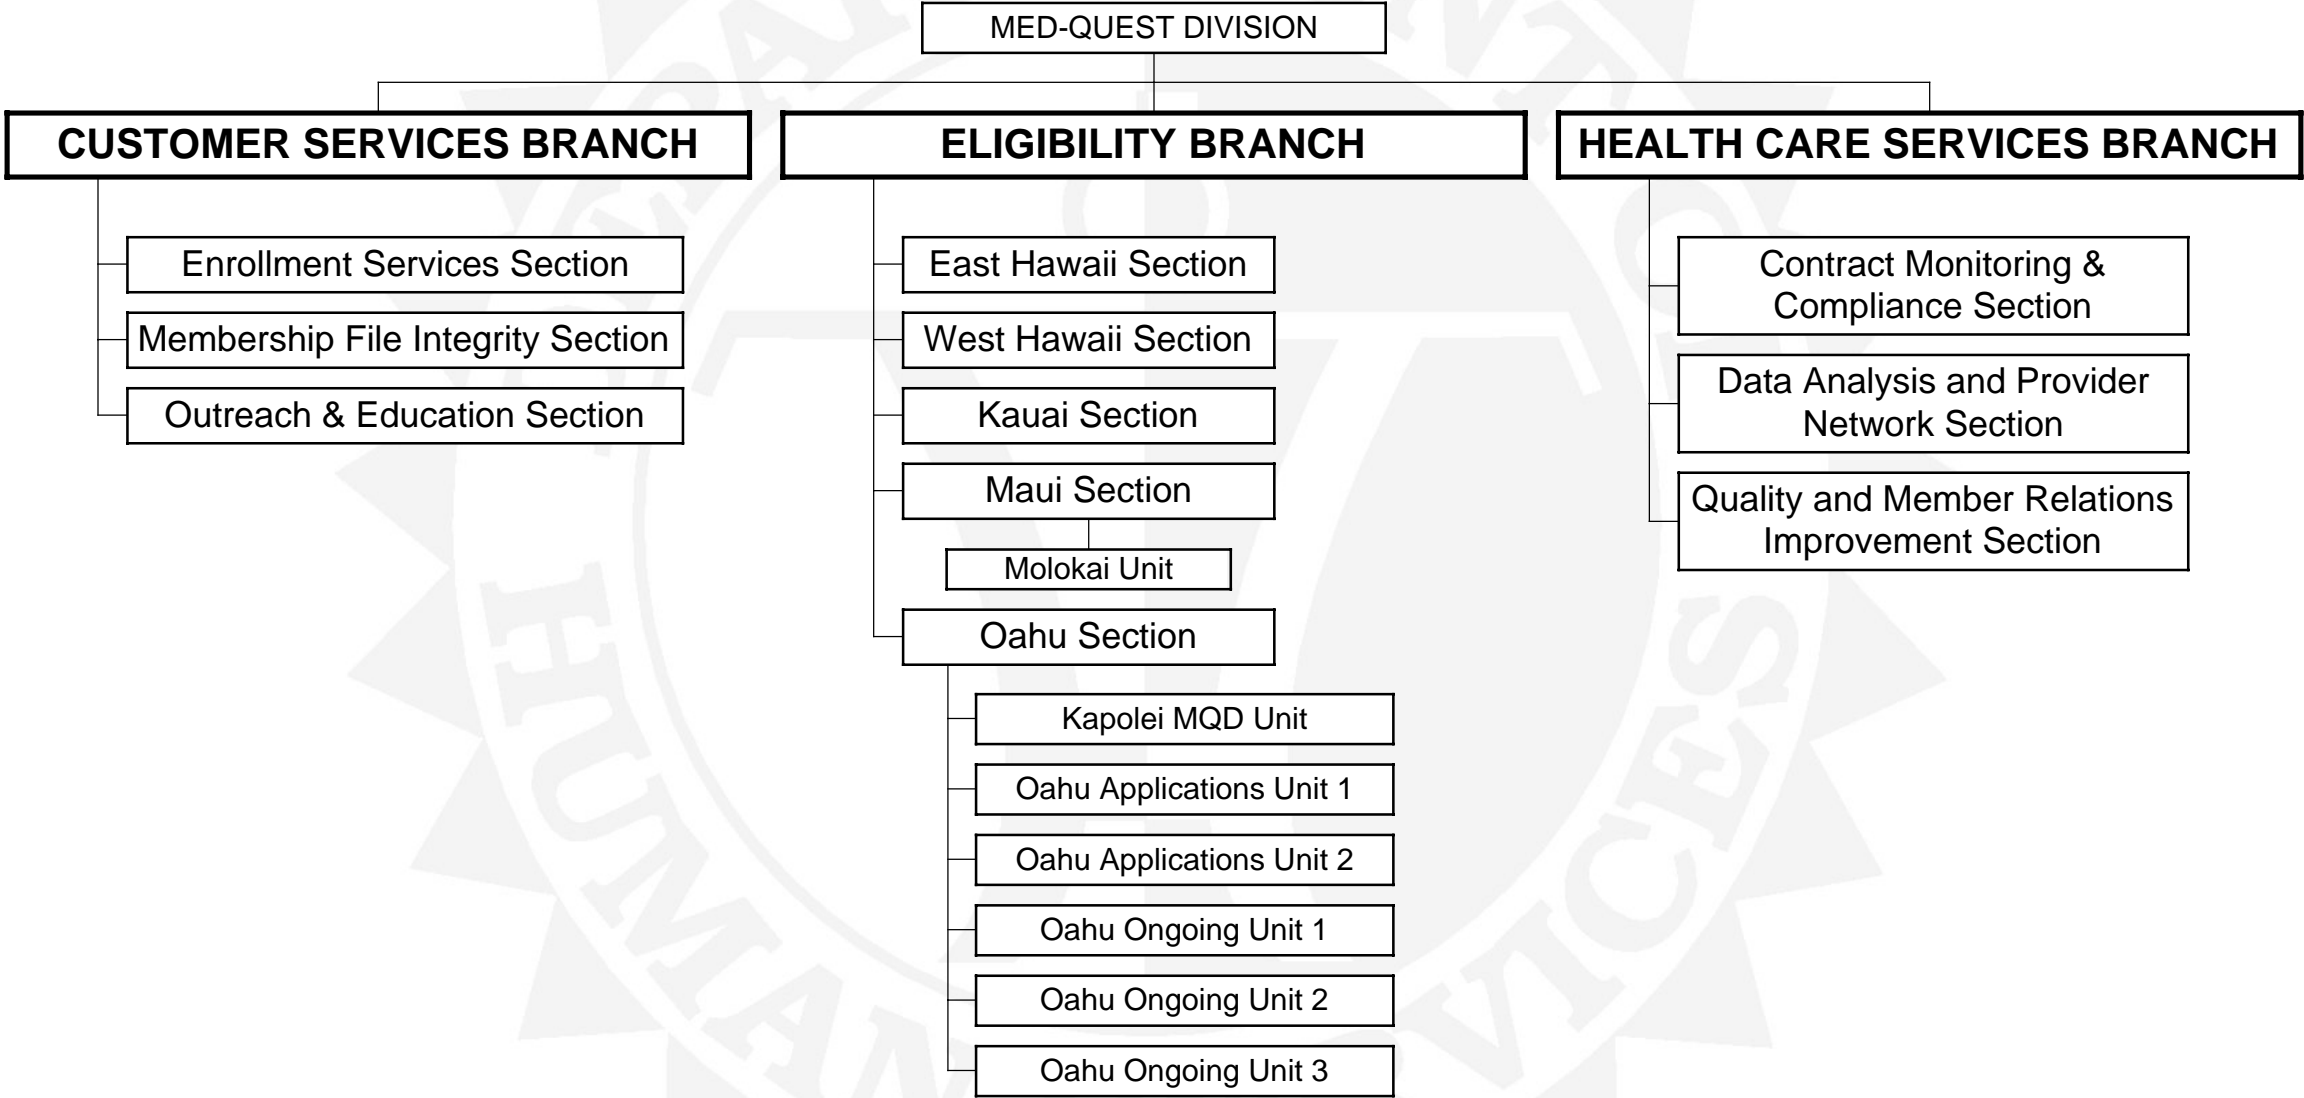 MED-QUEST DIVISION
CUSTOMER SERVICES BRANCH
Enrollment Services Section
Membership File Integrity Section
Outreach & Education Section
ELIGIBILITY BRANCH
East Hawaii Section
West Hawaii Section
Kauai Section
Maui Section
Molokai Unit
Oahu Section
Kapolei MQD Unit
Oahu Applications Unit 1
Oahu Applications Unit 2
Oahu Ongoing Unit 1
Oahu Ongoing Unit 2
Oahu Ongoing Unit 3
HEALTH CARE SERVICES BRANCH
Contract Monitoring &
Compliance Section
Data Analysis and Provider
Network Section
Quality and Member Relations
Improvement Section
HUMAN